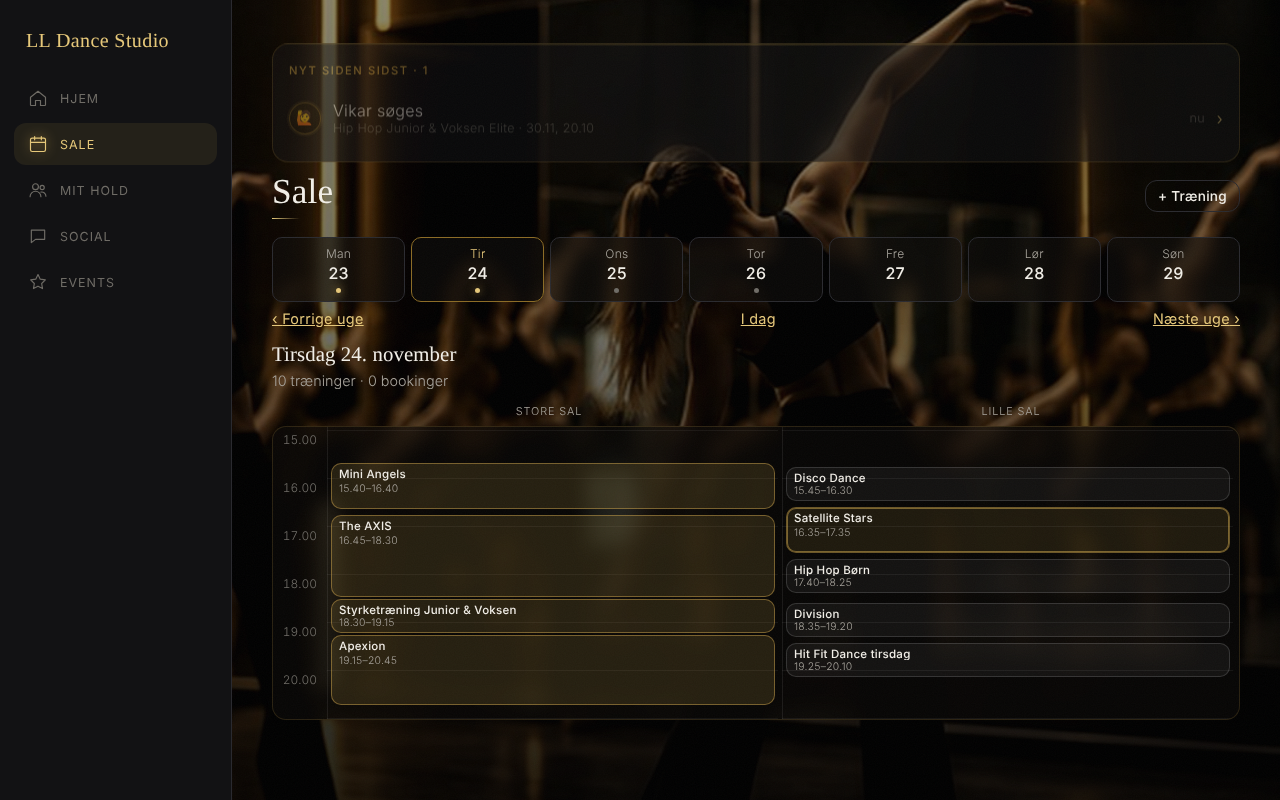 LL Dance Studio
HJEM
SALE
MIT HOLD
SOCIAL
EVENTS
NYT SIDEN SIDST · 1
Vikar søges
Hip Hop Junior & Voksen Elite · 30.11, 20.10
nu ›
Sale
+ Træning
Man Tir Ons Tor Fre Lør Søn
23 24 25 26 27 28 29
‹ Forrige uge I dag Næste uge ›
Tirsdag 24. november
10 træninger · 0 bookinger
STORE SAL LILLE SAL
15.00
16.00
17.00
18.00
19.00
20.00
Mini Angels
15.40–16.40
The AXIS
16.45–18.30
Styrketræning Junior & Voksen
18.30–19.15
Apexion
19.15–20.45
Disco Dance
15.45–16.30
Satellite Stars
16.35–17.35
Hip Hop Børn
17.40–18.25
Division
18.35–19.20
Hit Fit Dance tirsdag
19.25–20.10